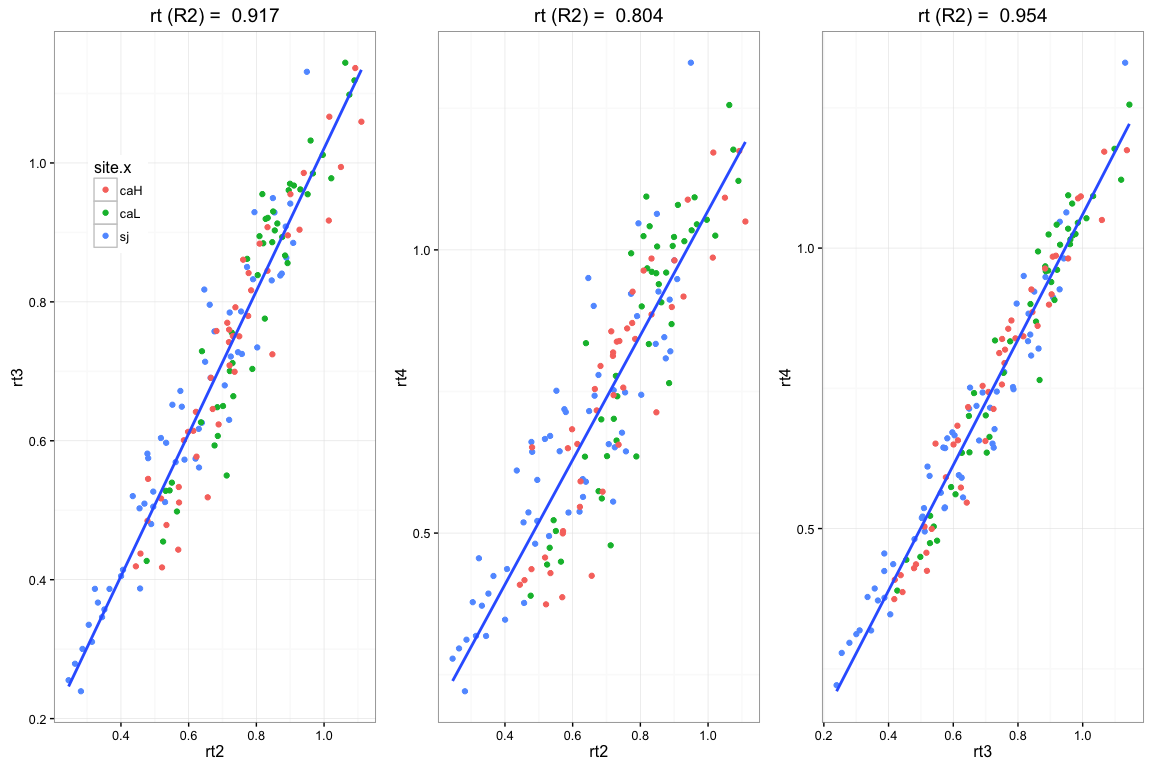 rt (R2) =  0.917
rt3
1.0
0.8
0.6
0.4
0.2
site.x
caH
caL
sj
0.4 0.6 0.8 1.0
rt2
rt (R2) =  0.804
rt4
1.0
0.5
0.4 0.6 0.8 1.0
rt2
rt (R2) =  0.954
rt4
1.0
0.5
0.2 0.4 0.6 0.8 1.0
rt3